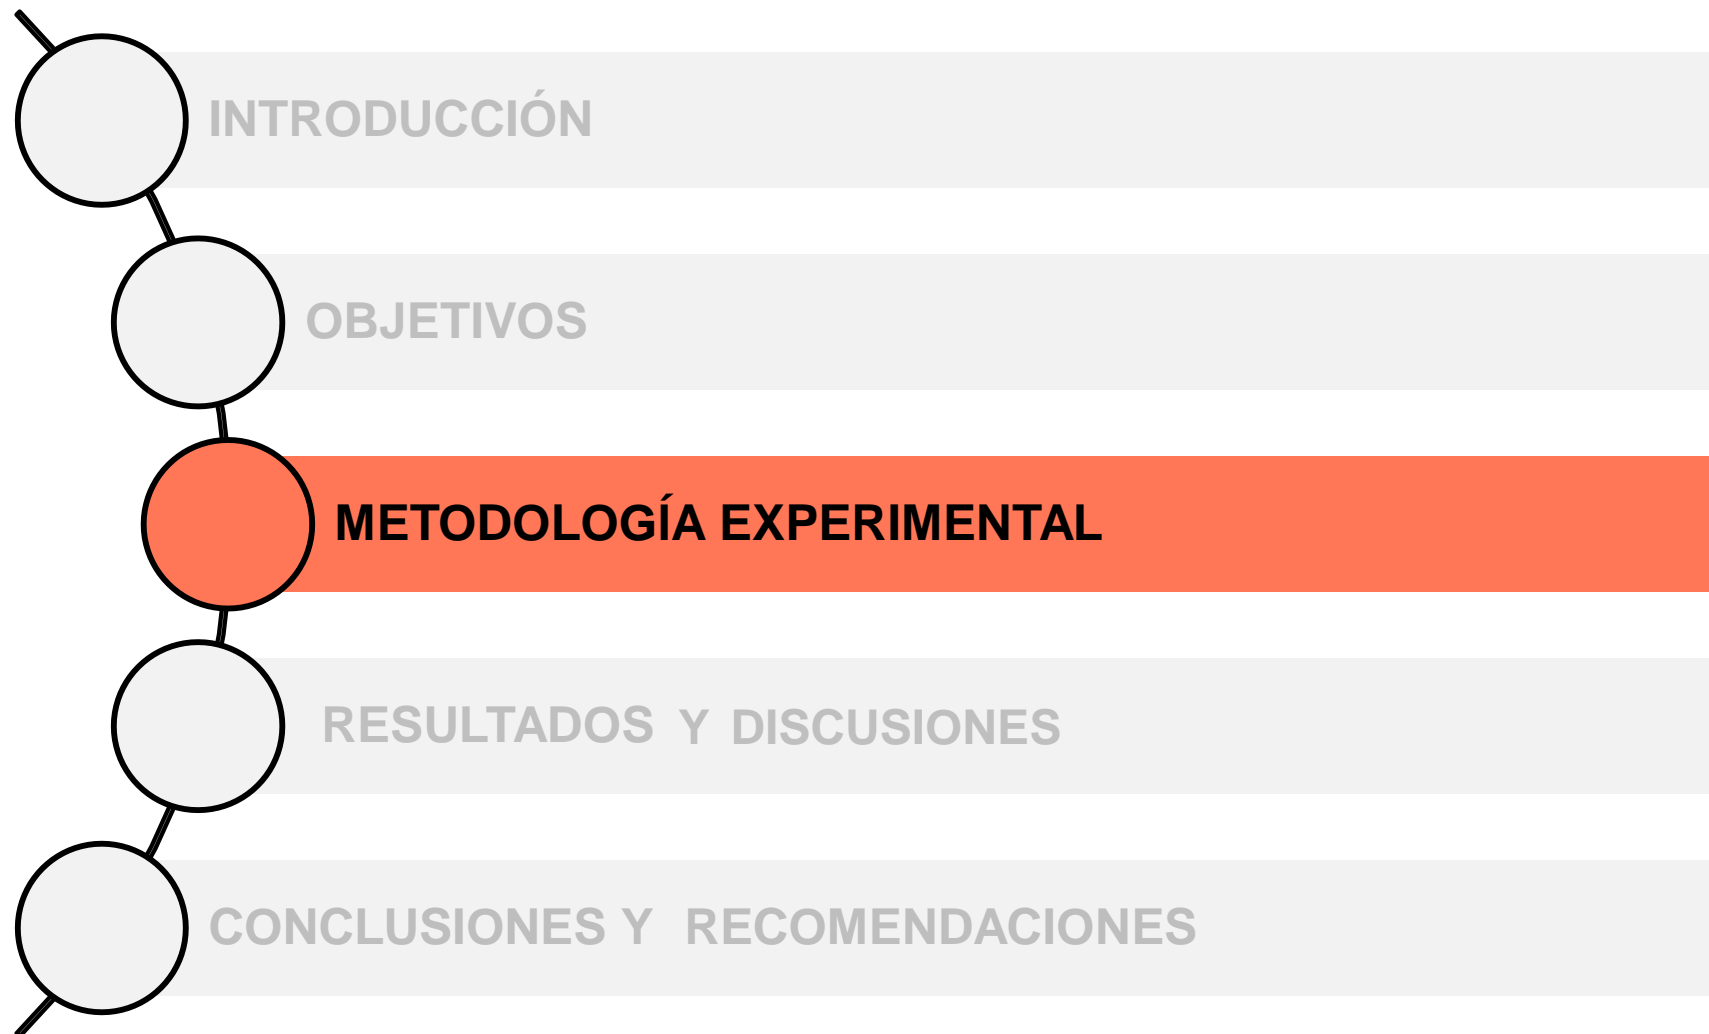 INTRODUCCIÓN
OBJETIVOS
METODOLOGÍA EXPERIMENTAL
RESULTADOS Y DISCUSIONES
CONCLUSIONES Y RECOMENDACIONES